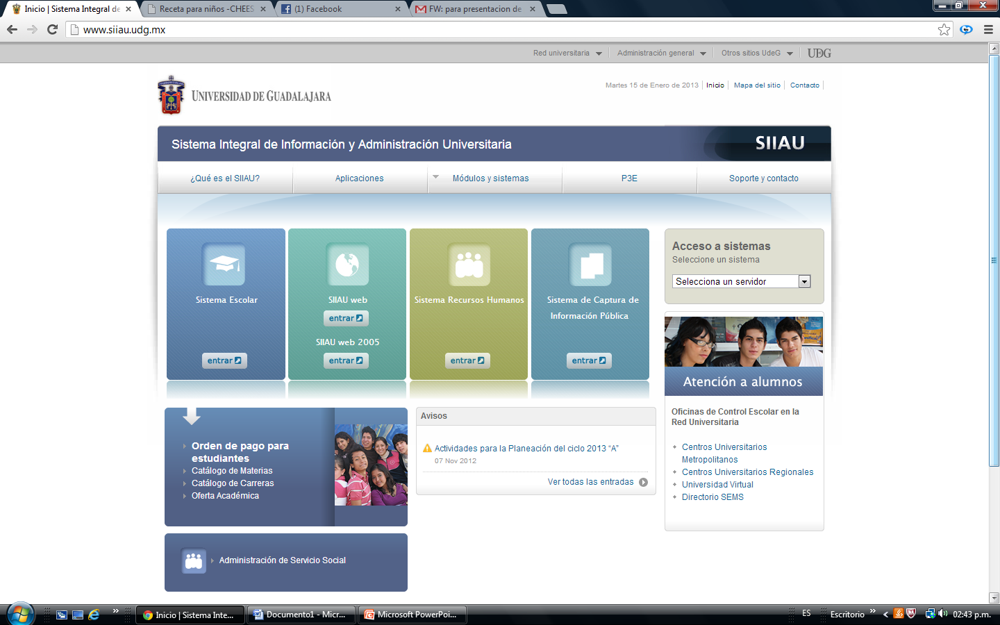 Inicio | Sistema Integral de
Receta para niños -CHEES
(1) Facebook
FW: para presentacion de
www.siiau.udg.mx
Red universitaria
Administración general
Otros sitios UdeG
UDG
UNIVERSIDAD DE GUADALAJARA
Martes 15 de Enero de 2013
Inicio
Mapa del sitio
Contacto
Sistema Integral de Información y Administración Universitaria
SIIAU
¿Qué es el SIIAU?
Aplicaciones
Módulos y sistemas
P3E
Soporte y contacto
Sistema Escolar
entrar
SIIAU web
entrar
SIIAU web 2005
entrar
Sistema Recursos Humanos
entrar
Sistema de Captura de
Información Pública
entrar
Acceso a sistemas
Seleccione un sistema
Selecciona un servidor
Atención a alumnos
Oficinas de Control Escolar en la
Red Universitaria
Centros Universitarios
Metropolitanos
Centros Universitarios Regionales
Universidad Virtual
Directorio SEMS
Orden de pago para
estudiantes
Catálogo de Materias
Catálogo de Carreras
Oferta Académica
Avisos
Actividades para la Planeación del ciclo 2013 “A”
07 Nov 2012
Ver todas las entradas
Administración de Servicio Social
Inicio | Sistema Inte...
Documento1 - Micr...
Microsoft PowerPoi...
ES
Escritorio
02:43 p.m.